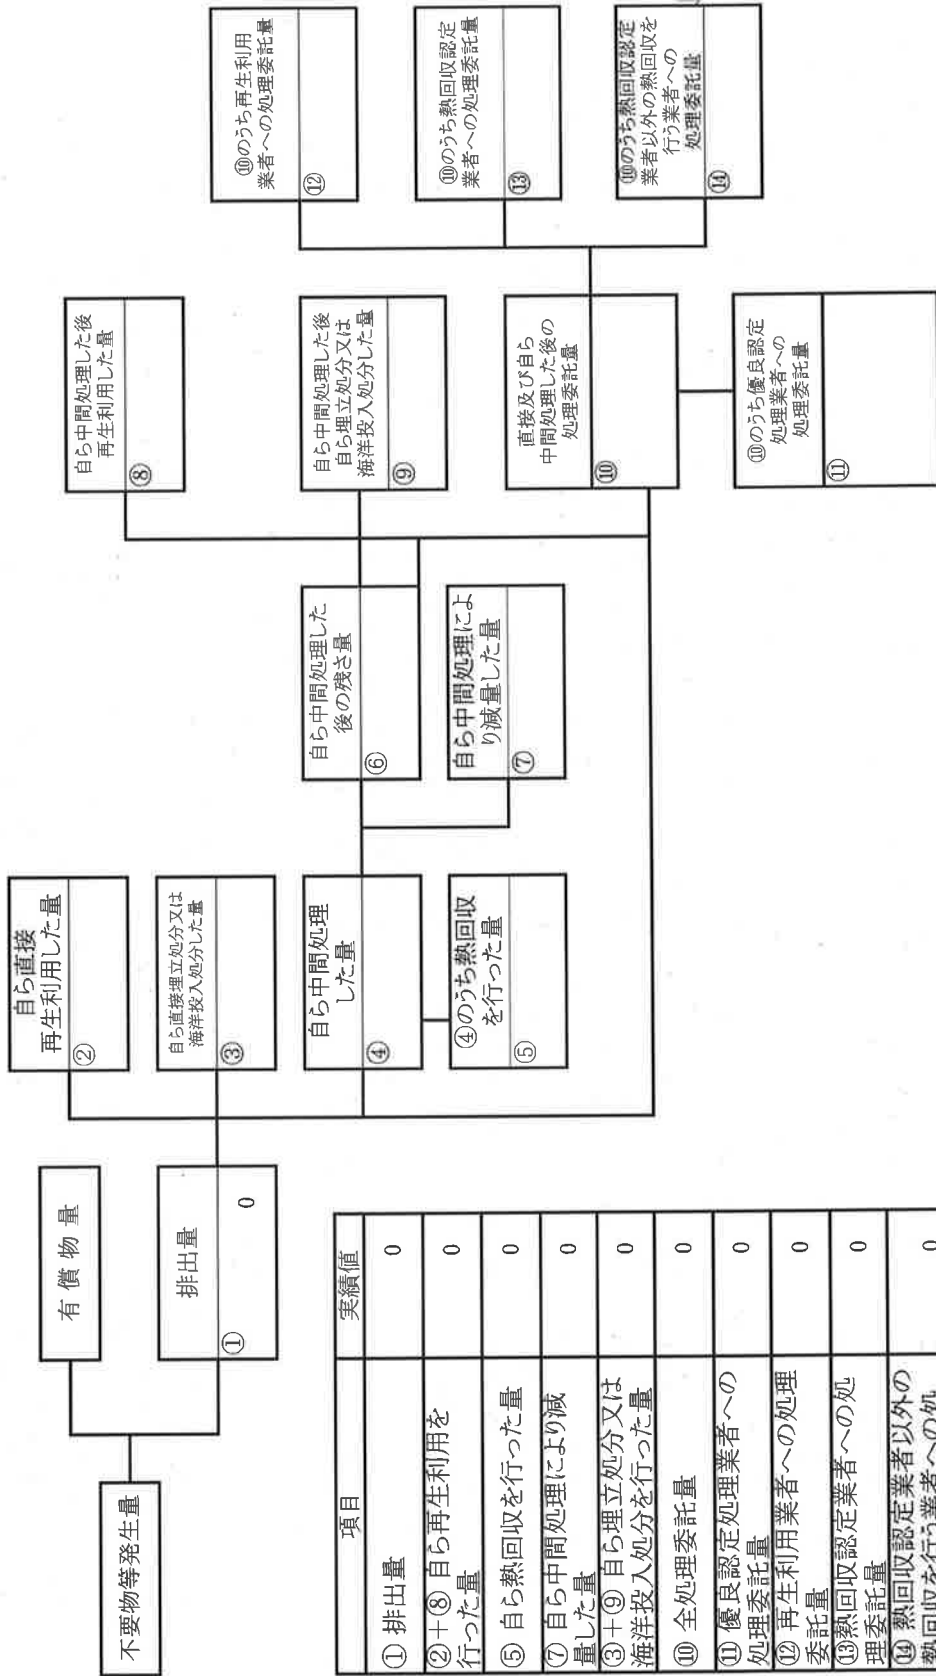 不要物等発生量
有償物量
排出量
①
0
自ら直接
再生利用した量
②
自ら直接埋立処分又は
海洋投入処分した量
③
自ら中間処理
した量
④
④のうち熱回収
を行った量
⑤
自ら中間処理した
後の残さ量
⑥
自ら中間処理によ
り減量した量
⑦
自ら中間処理した後
再生利用した量
⑧
自ら中間処理した後
自ら埋立処分又は
海洋投入処分した量
⑨
直接及び自ら
中間処理した後の
処理委託量
⑩
⑩のうち優良認定
処理業者への
処理委託量
⑪
⑩のうち再生利用
業者への処理委託量
⑫
⑩のうち熱回収認定
業者への処理委託量
⑬
⑩のうち熱回収認定
業者以外の熱回収を
行う業者への
処理委託量
⑭
項目 実績値
① 排出量 0
②+⑧ 自ら再生利用を
行った量 0
⑤ 自ら熱回収を行った量 0
⑦ 自ら中間処理により減
量した量 0
③+⑨ 自ら埋立処分又は
海洋投入処分を行った量 0
⑩ 全処理委託量 0
⑪ 優良認定処理業者への
処理委託量 0
⑫ 再生利用業者への処理
委託量 0
⑬熱回収認定業者への処
理委託量 0
⑭ 熱回収認定業者以外の
熱回収を行う業者への処 0